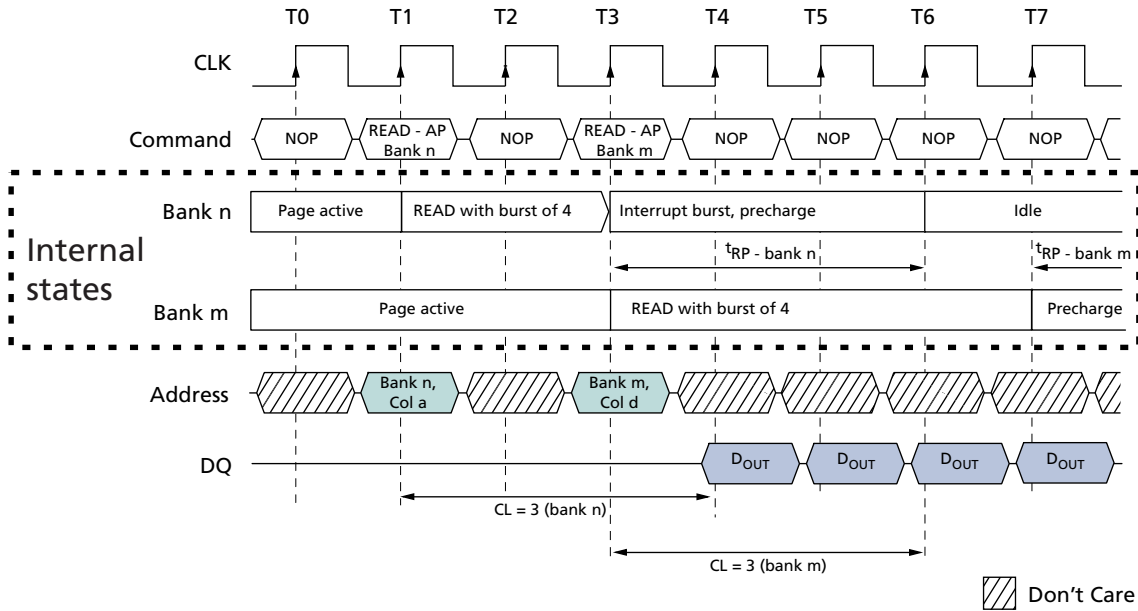 T0 T1 T2 T3 T4 T5 T6 T7
CLK
Command NOP READ - AP Bank n NOP READ - AP Bank m NOP NOP NOP NOP
Bank n Page active READ with burst of 4 Interrupt burst, precharge Idle
Internal states
tRP - bank n tRP - bank m
Bank m Page active READ with burst of 4 Precharge
Address Bank n, Col a Bank m, Col d
DQ DOUT DOUT DOUT DOUT
CL = 3 (bank n)
CL = 3 (bank m)
Don't Care